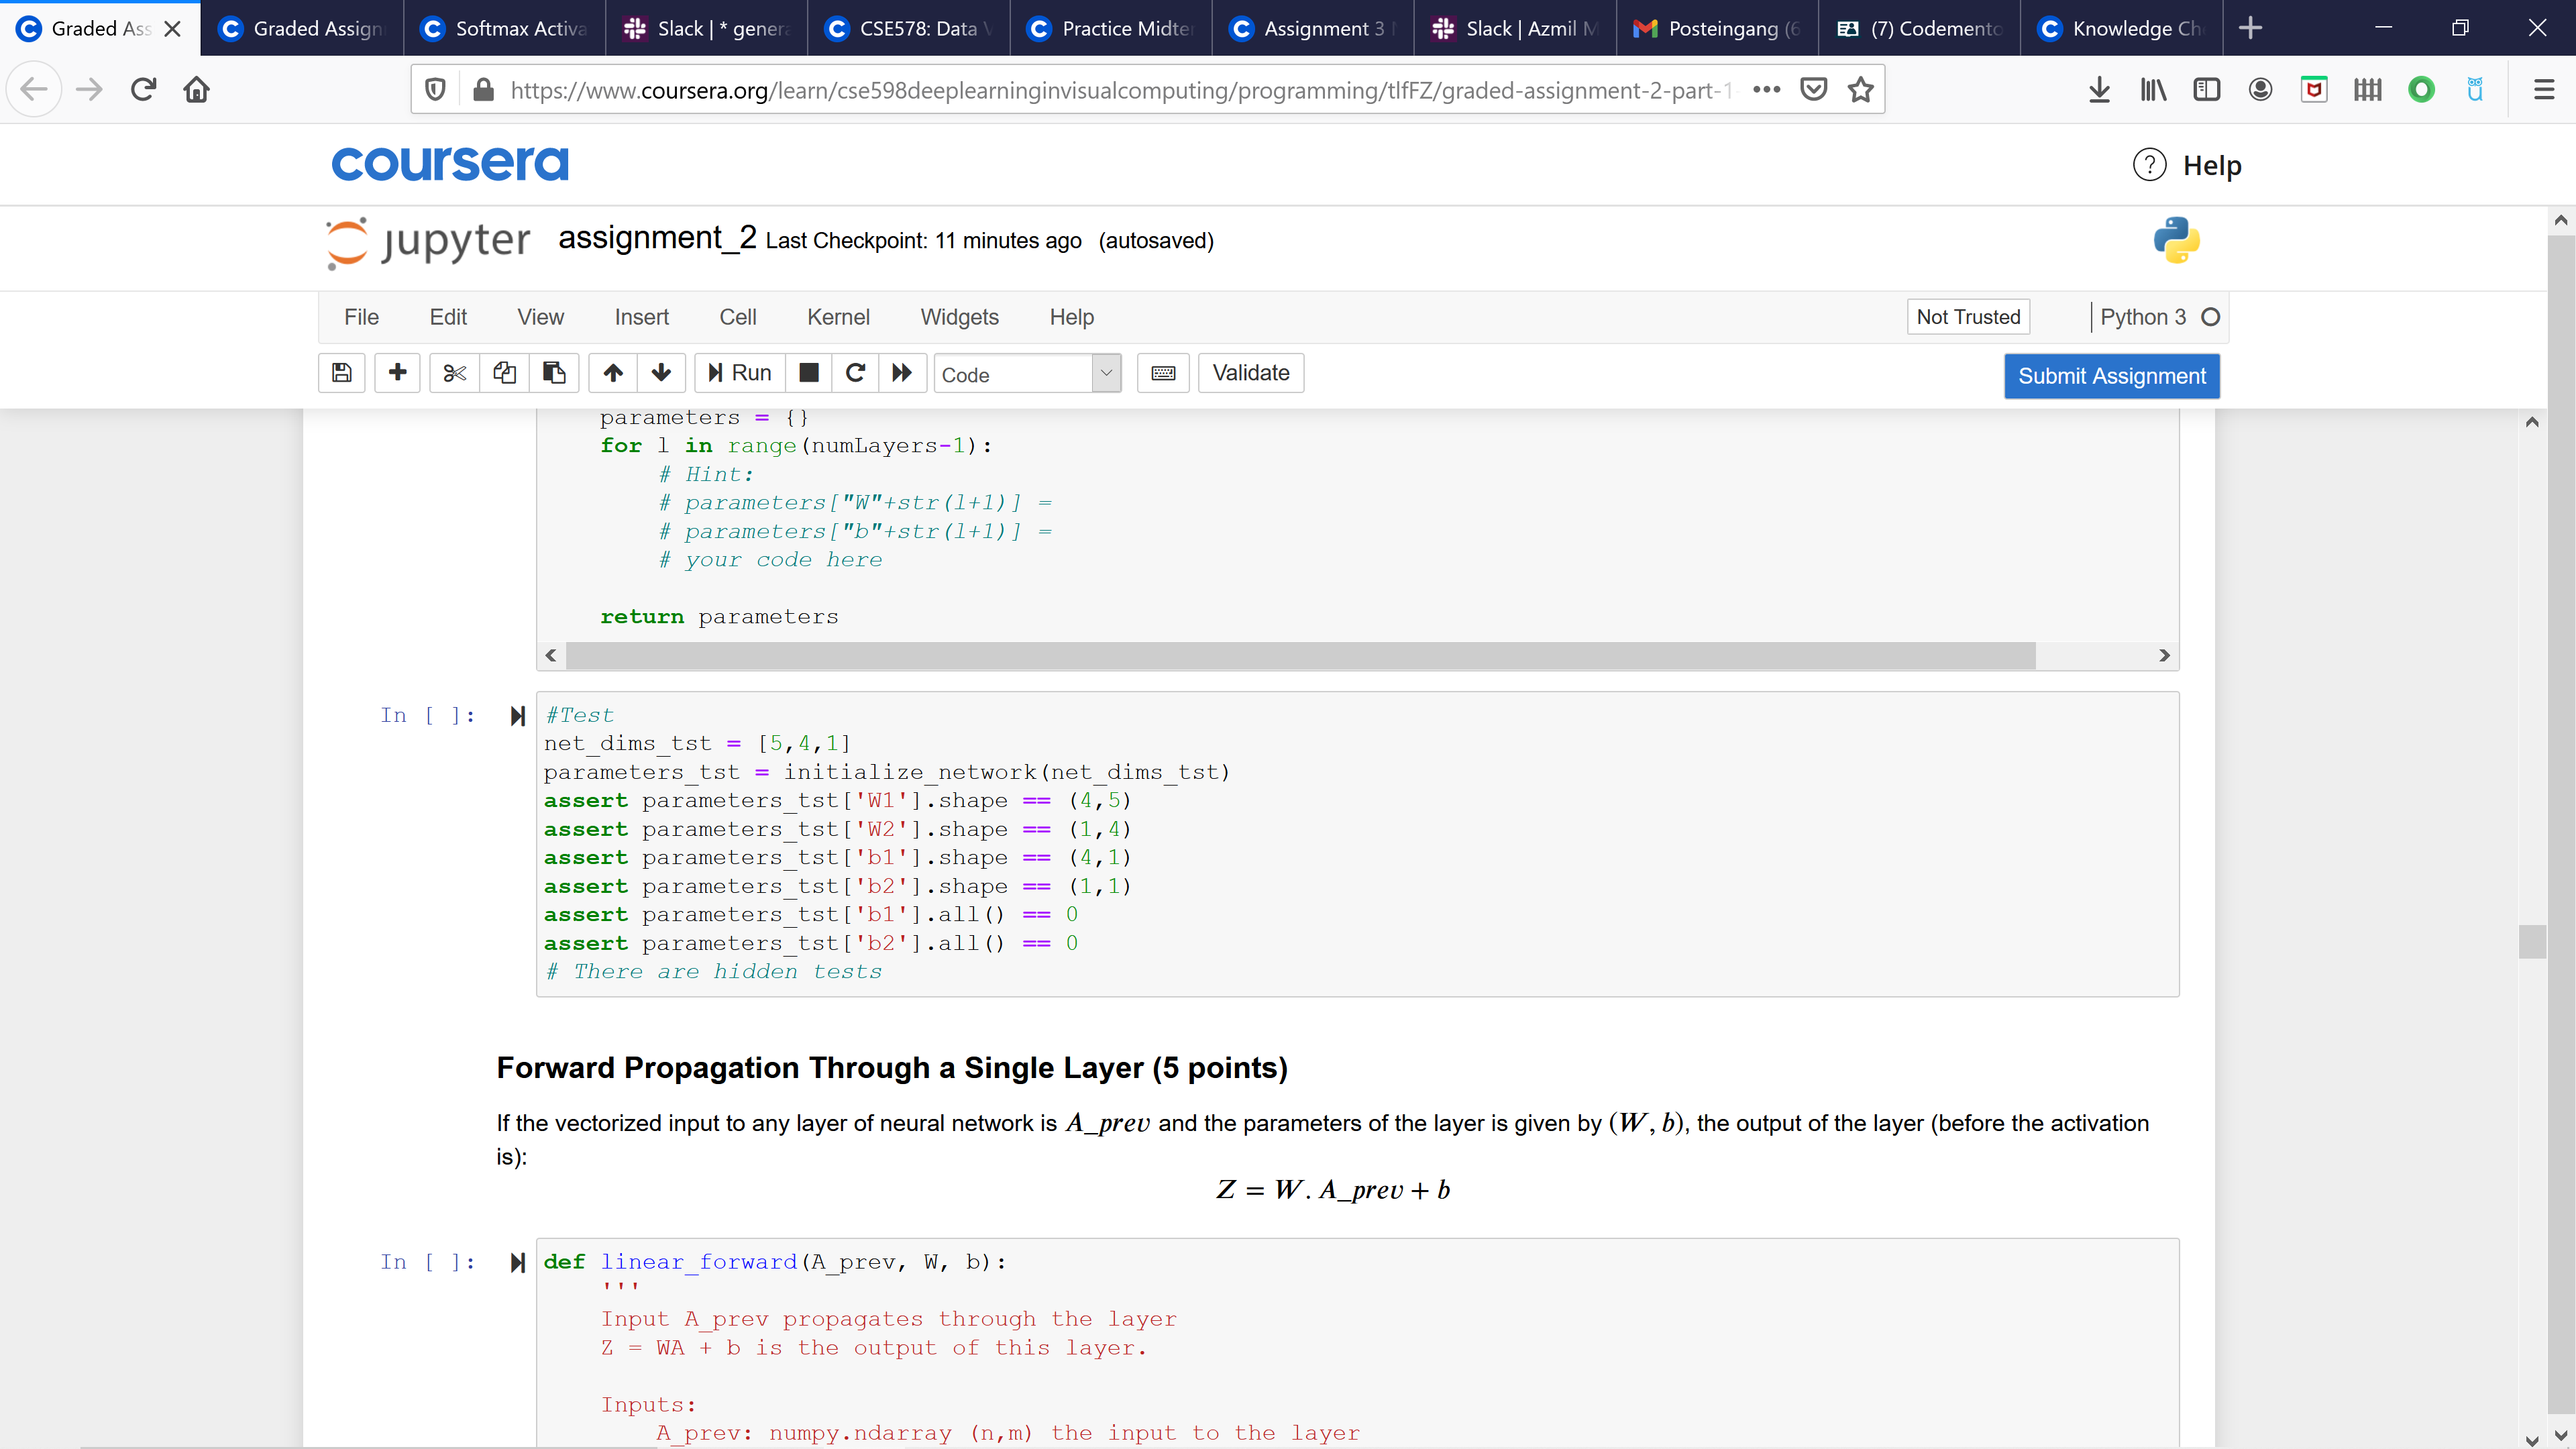 Graded Ass
Graded Assign
Softmax Activa
Slack | * genera
CSE578: Data V
Practice Midter
Assignment 3
Slack | Azmil M
Posteingang (6
(7) Codemento
Knowledge Ch
https://www.coursera.org/learn/cse598deeplearninginvisualcomputing/programming/tlfFZ/graded-assignment-2-part-1-
coursera
Help
jupyter assignment_2 Last Checkpoint: 11 minutes ago (autosaved)
File Edit View Insert Cell Kernel Widgets Help
Not Trusted
Python 3
Run
Code
Validate
Submit Assignment
parameters = {}
for l in range(numLayers-1):
# Hint:
# parameters["W"+str(l+1)] =
# parameters["b"+str(l+1)] =
# your code here
return parameters
In [ ]:
#Test
net_dims_tst = [5,4,1]
parameters_tst = initialize_network(net_dims_tst)
assert parameters_tst['W1'].shape == (4,5)
assert parameters_tst['W2'].shape == (1,4)
assert parameters_tst['b1'].shape == (4,1)
assert parameters_tst['b2'].shape == (1,1)
assert parameters_tst['b1'].all() == 0
assert parameters_tst['b2'].all() == 0
# There are hidden tests
Forward Propagation Through a Single Layer (5 points)
If the vectorized input to any layer of neural network is A_prev and the parameters of the layer is given by (W, b), the output of the layer (before the activation
is):
Z = W. A_prev + b
In [ ]:
def linear_forward(A_prev, W, b):
'''
Input A_prev propagates through the layer
Z = WA + b is the output of this layer.
Inputs:
A_prev: numpy.ndarray (n,m) the input to the layer